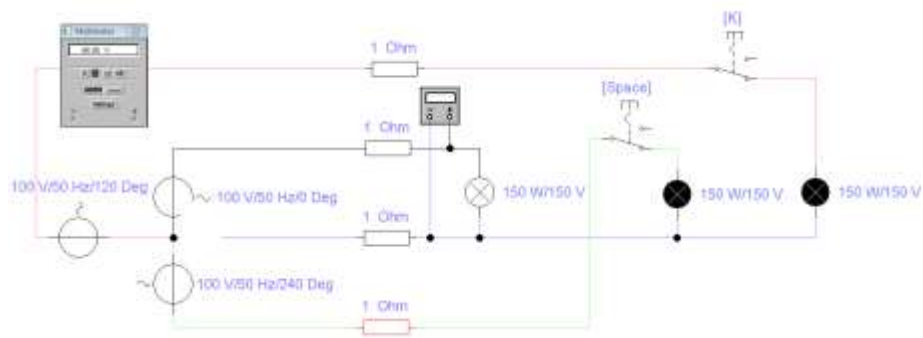 Multimeter
[K]
1 Ohm
[Space]
1 Ohm
100 V/50 Hz/120 Deg
100 V/50 Hz/0 Deg
150 W/150 V
150 W/150 V
150 W/150 V
1 Ohm
100 V/50 Hz/240 Deg
1 Ohm